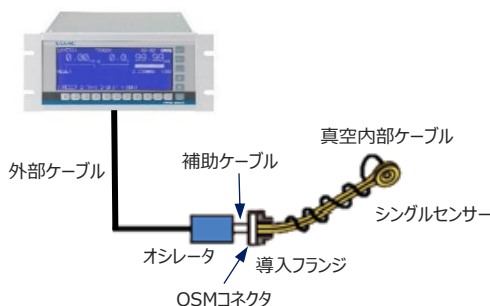 ULVAC
真空内部ケーブル
補助ケーブル
外部ケーブル
シングルセンサー
オシレータ
導入フランジ
OSMコネクタ